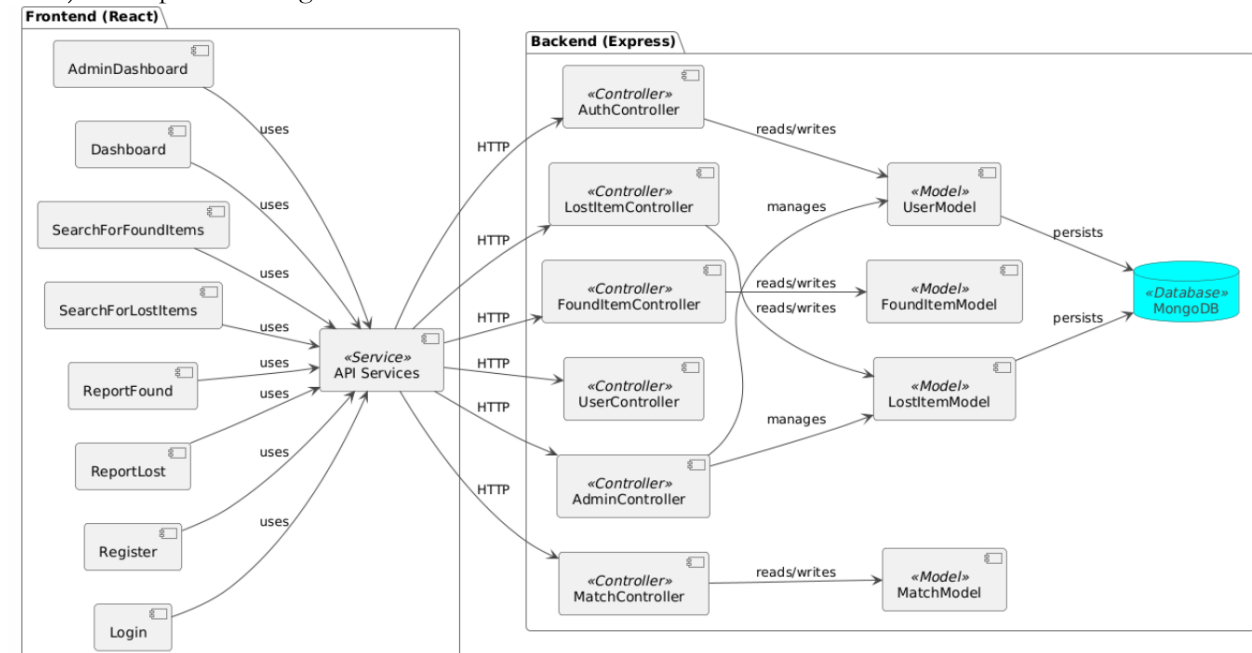 Frontend (React)
AdminDashboard
Dashboard
SearchForFoundItems
SearchForLostItems
ReportFound
ReportLost
Register
Login
uses
uses
uses
uses
uses
uses
uses
uses
«Service»
API Services
HTTP
HTTP
HTTP
HTTP
HTTP
HTTP
Backend (Express)
«Controller»
AuthController
«Controller»
LostItemController
«Controller»
FoundItemController
«Controller»
UserController
«Controller»
AdminController
«Controller»
MatchController
reads/writes
manages
reads/writes
reads/writes
manages
reads/writes
«Model»
UserModel
«Model»
FoundItemModel
«Model»
LostItemModel
«Model»
MatchModel
persists
persists
«Database»
MongoDB